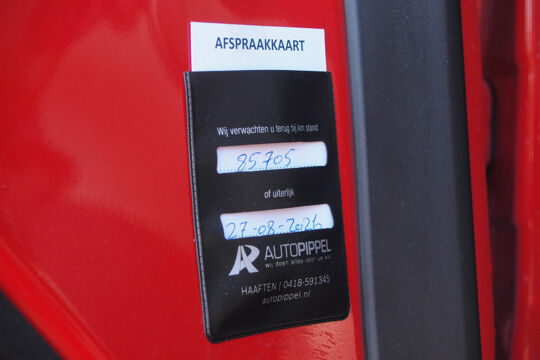 AFSPRAAKKAART
Wij verwachten u terug bij km stand
85705
of uiterlijk
27-08-2026
AUTOPIPPEL
wij doen alles voor uw auto
HAAFTEN | 0418-591345
autopippel.nl